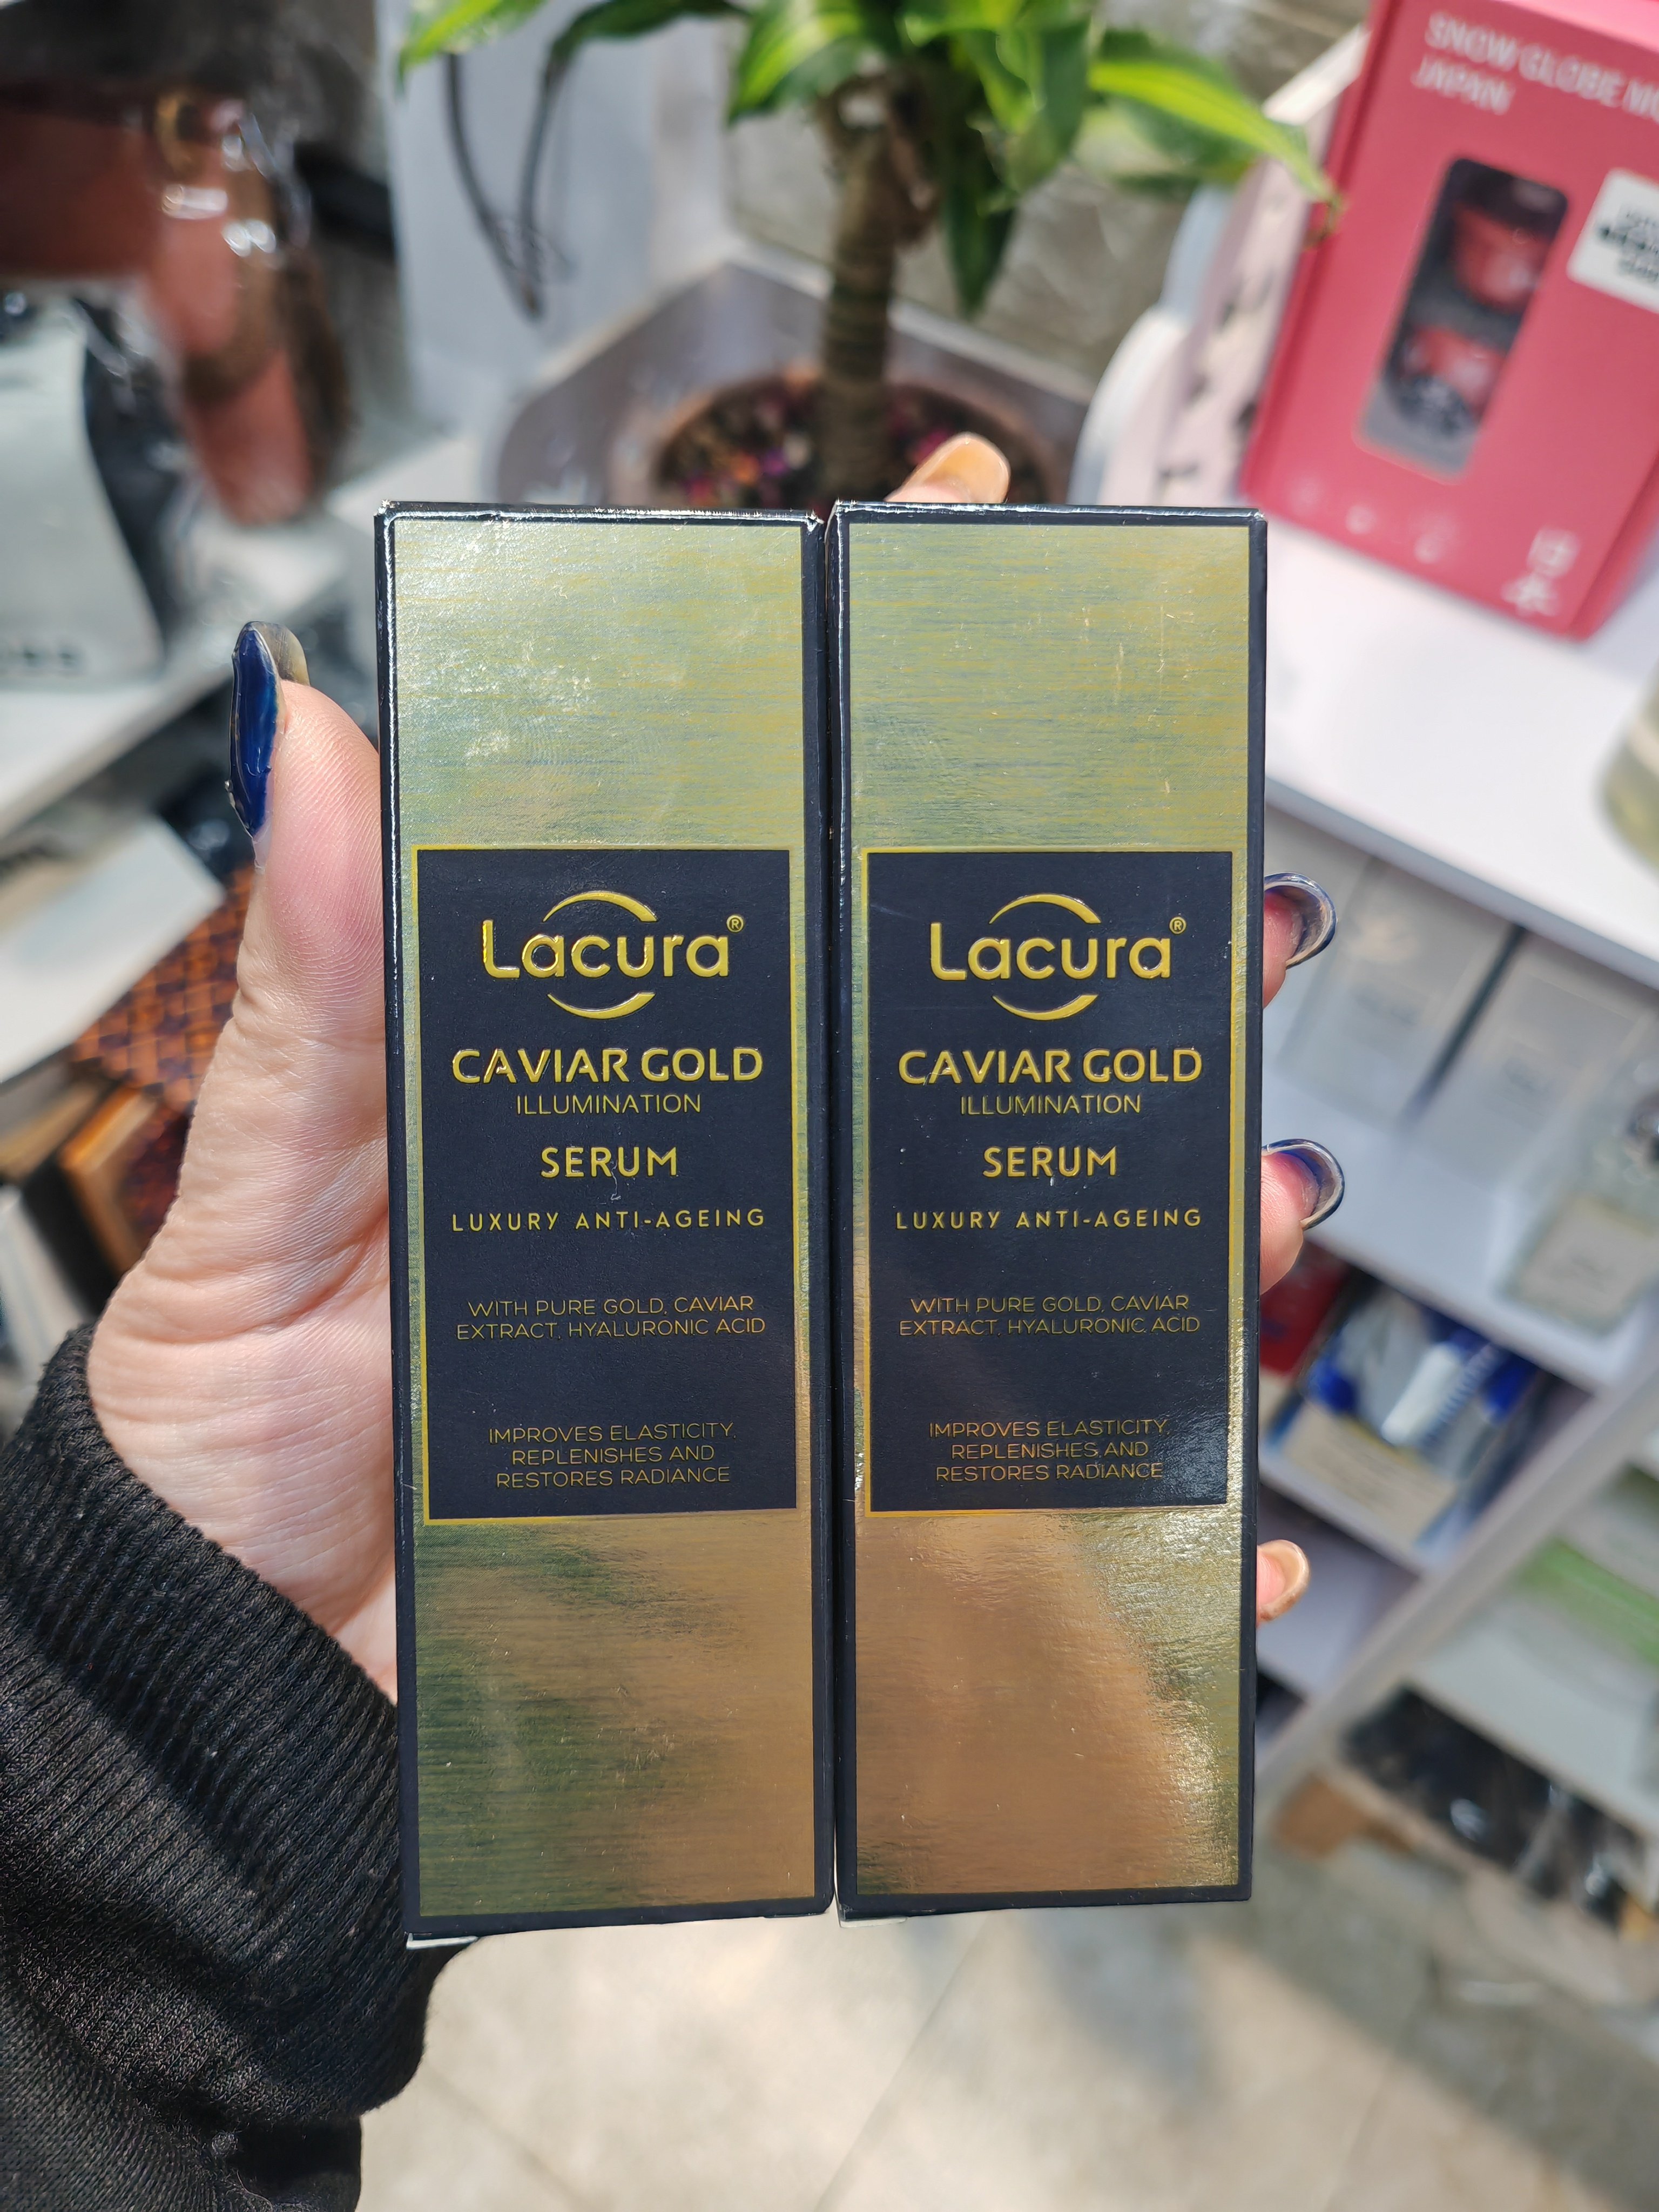 SNOW GLOBE
JAPAN
日
本
Lacura®
CAVIAR GOLD
ILLUMINATION
SERUM
LUXURY ANTI-AGEING
WITH PURE GOLD, CAVIAR
EXTRACT, HYALURONIC ACID
IMPROVES ELASTICITY,
REPLENISHES AND
RESTORES RADIANCE
Lacura®
CAVIAR GOLD
ILLUMINATION
SERUM
LUXURY ANTI-AGEING
WITH PURE GOLD, CAVIAR
EXTRACT, HYALURONIC ACID
IMPROVES ELASTICITY,
REPLENISHES AND
RESTORES RADIANCE